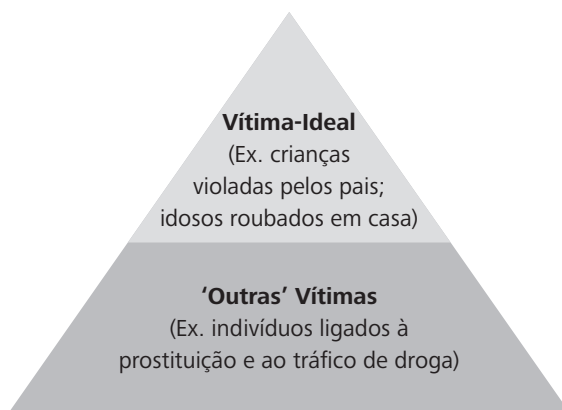 Vítima-Ideal
(Ex. crianças
violadas pelos pais;
idosos roubados em casa)
‘Outras’ Vítimas
(Ex. indivíduos ligados à
prostituição e ao tráfico de droga)